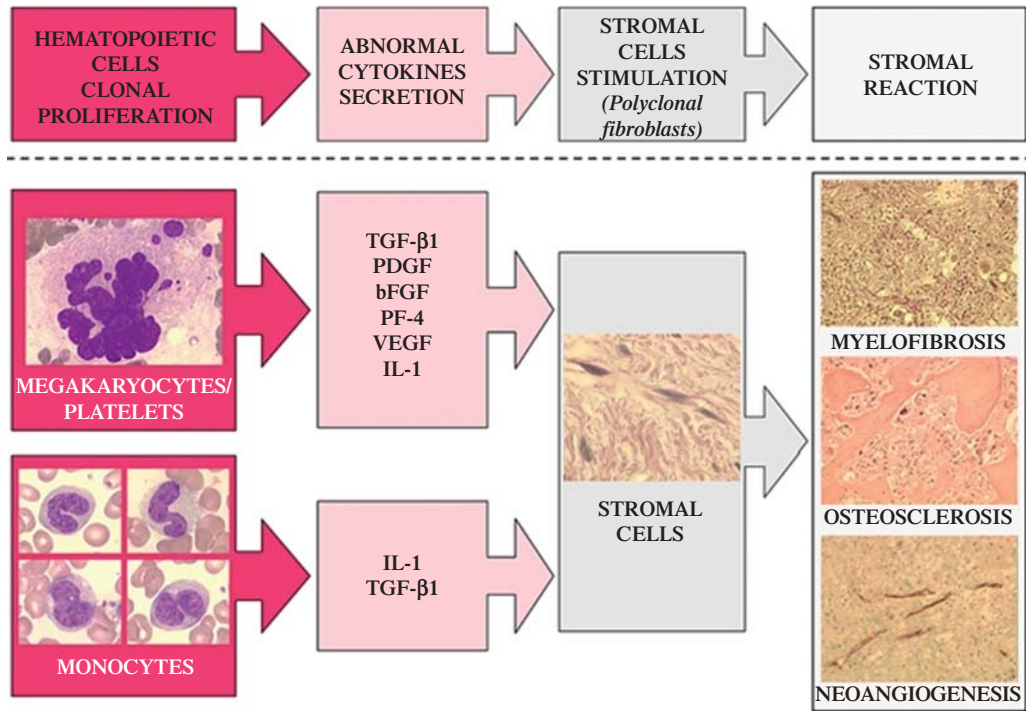 HEMATOPOIETIC
CELLS
CLONAL
PROLIFERATION
ABNORMAL
CYTOKINES
SECRETION
STROMAL
CELLS
STIMULATION
(Polyclonal
fibroblasts)
STROMAL
REACTION
MEGAKARYOCYTES/
PLATELETS
TGF-β1
PDGF
bFGF
PF-4
VEGF
IL-1
MONOCYTES
IL-1
TGF-β1
STROMAL
CELLS
MYELOFIBROSIS
OSTEOSCLEROSIS
NEOANGIOGENESIS